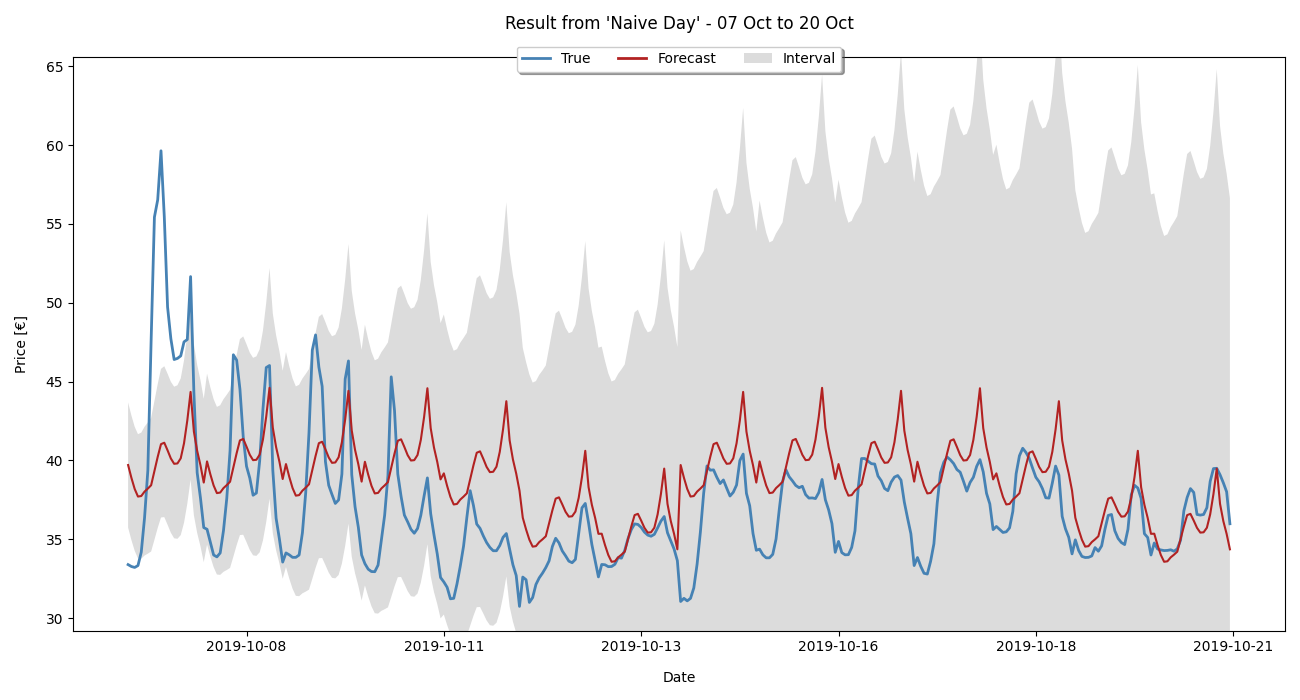 Result from 'Naive Day' - 07 Oct to 20 Oct
True Forecast Interval
65
60
55
50
45
40
35
30
Price [€]
2019-10-08 2019-10-11 2019-10-13 2019-10-16 2019-10-18 2019-10-21
Date